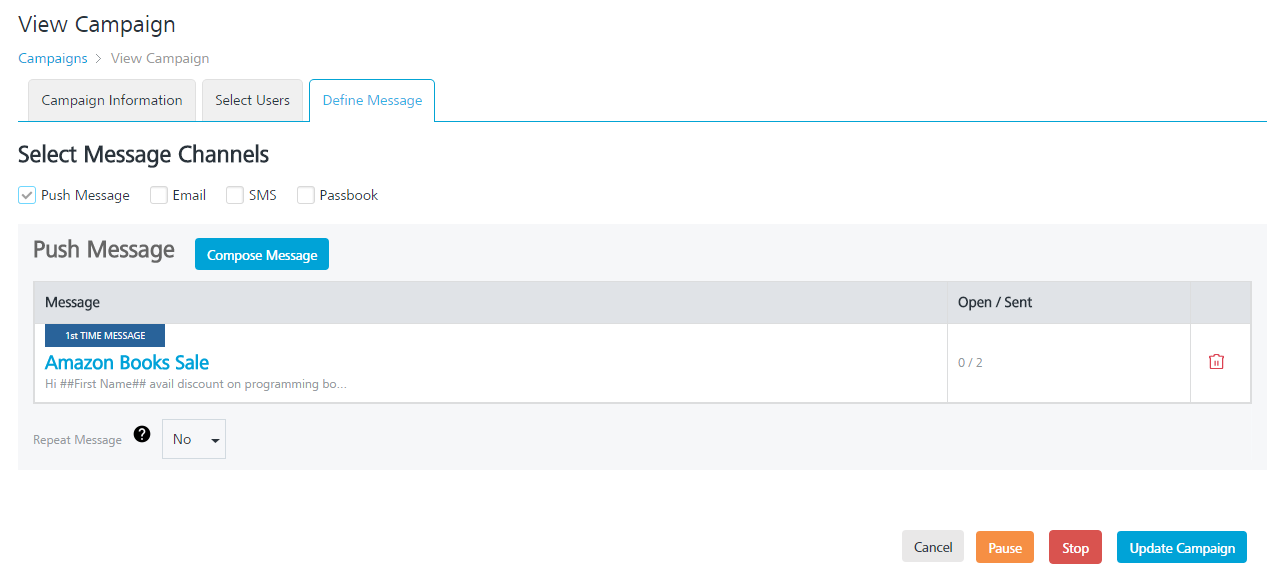 View Campaign
Campaigns > View Campaign
Campaign Information Select Users Define Message
Select Message Channels
Push Message Email SMS Passbook
Push Message Compose Message
Message Open / Sent
1st TIME MESSAGE
Amazon Books Sale
Hi ##First Name## avail discount on programming bo...
0 / 2
Repeat Message ? No
Cancel Pause Stop Update Campaign